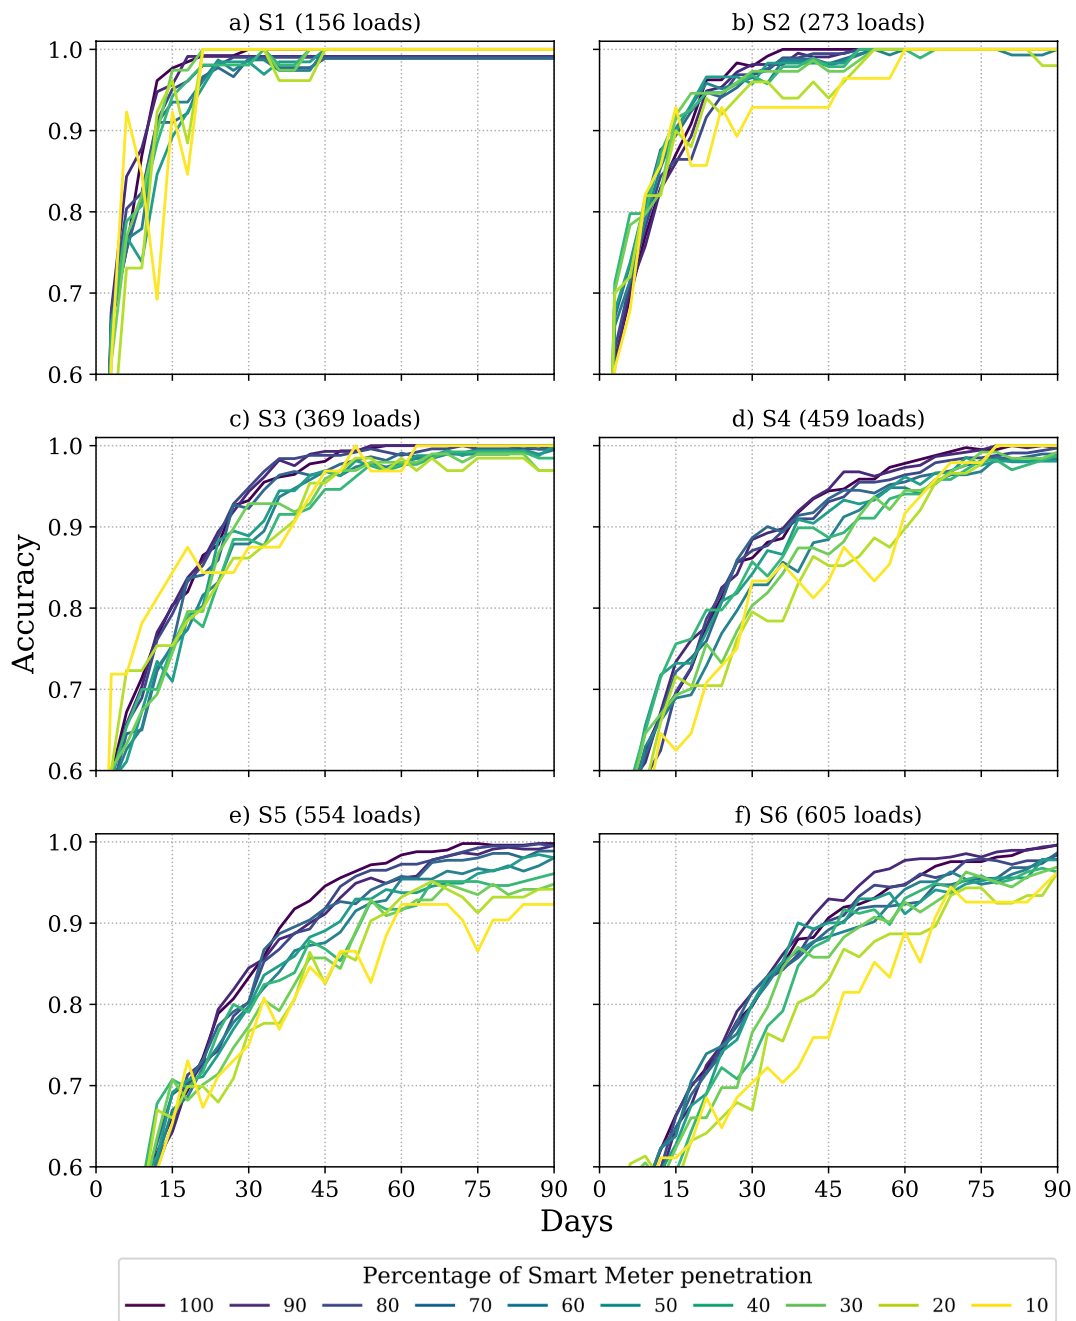 a) S1 (156 loads)
b) S2 (273 loads)
1.0
0.9
0.8
0.7
0.6
c) S3 (369 loads)
d) S4 (459 loads)
1.0
0.9
0.8
0.7
0.6
Accuracy
e) S5 (554 loads)
f) S6 (605 loads)
1.0
0.9
0.8
0.7
0.6
0 15 30 45 60 75 90
0 15 30 45 60 75 90
Days
Percentage of Smart Meter penetration
100 90 80 70 60 50 40 30 20 10